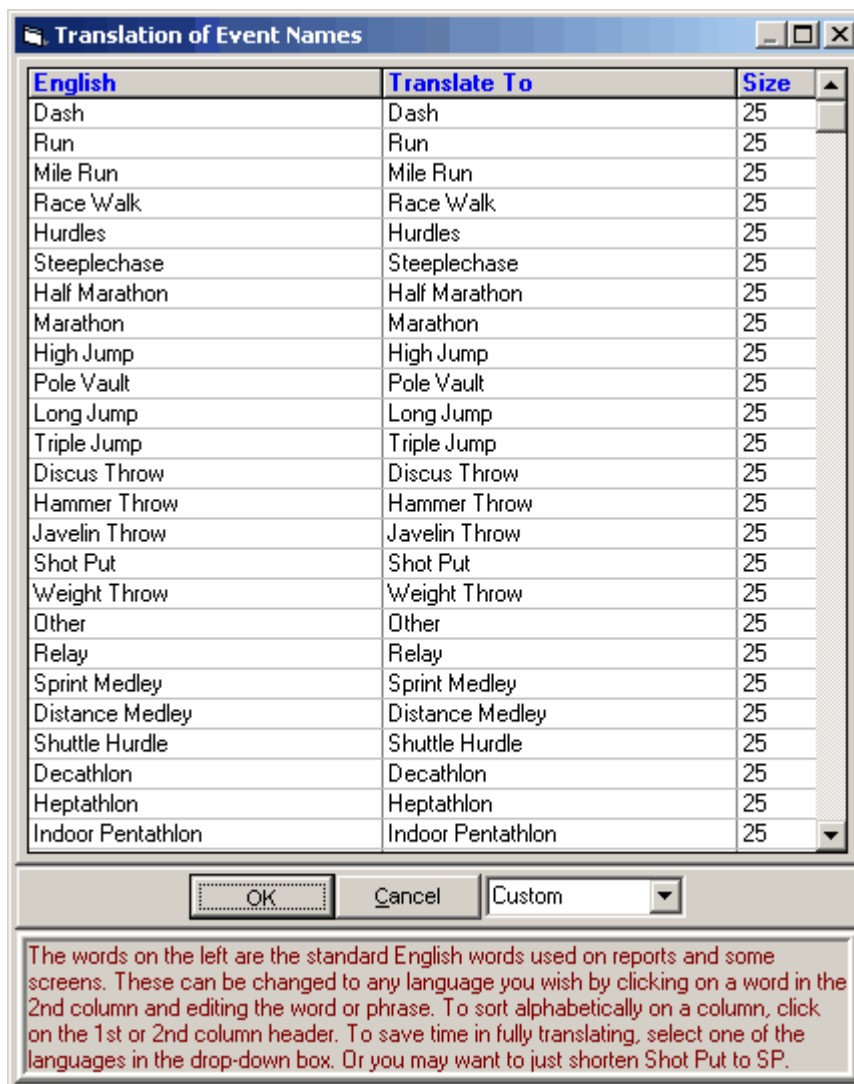 Translation of Event Names
English Translate To Size
Dash Dash 25
Run Run 25
Mile Run Mile Run 25
Race Walk Race Walk 25
Hurdles Hurdles 25
Steeplechase Steeplechase 25
Half Marathon Half Marathon 25
Marathon Marathon 25
High Jump High Jump 25
Pole Vault Pole Vault 25
Long Jump Long Jump 25
Triple Jump Triple Jump 25
Discus Throw Discus Throw 25
Hammer Throw Hammer Throw 25
Javelin Throw Javelin Throw 25
Shot Put Shot Put 25
Weight Throw Weight Throw 25
Other Other 25
Relay Relay 25
Sprint Medley Sprint Medley 25
Distance Medley Distance Medley 25
Shuttle Hurdle Shuttle Hurdle 25
Decathlon Decathlon 25
Heptathlon Heptathlon 25
Indoor Pentathlon Indoor Pentathlon 25
OK Cancel Custom
The words on the left are the standard English words used on reports and some
screens. These can be changed to any language you wish by clicking on a word in the
2nd column and editing the word or phrase. To sort alphabetically on a column, click
on the 1st or 2nd column header. To save time in fully translating, select one of the
languages in the drop-down box. Or you may want to just shorten Shot Put to SP.